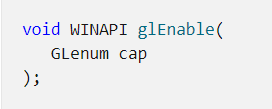 void WINAPI glEnable(
   GLenum cap
);